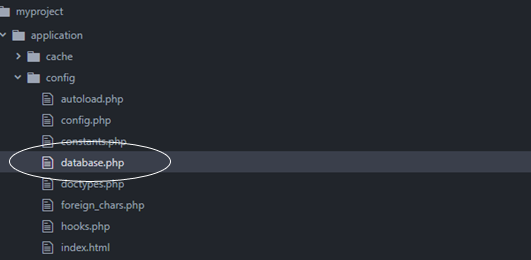 myproject
application
cache
config
autoload.php
config.php
constants.php
database.php
doctypes.php
foreign_chars.php
hooks.php
index.html